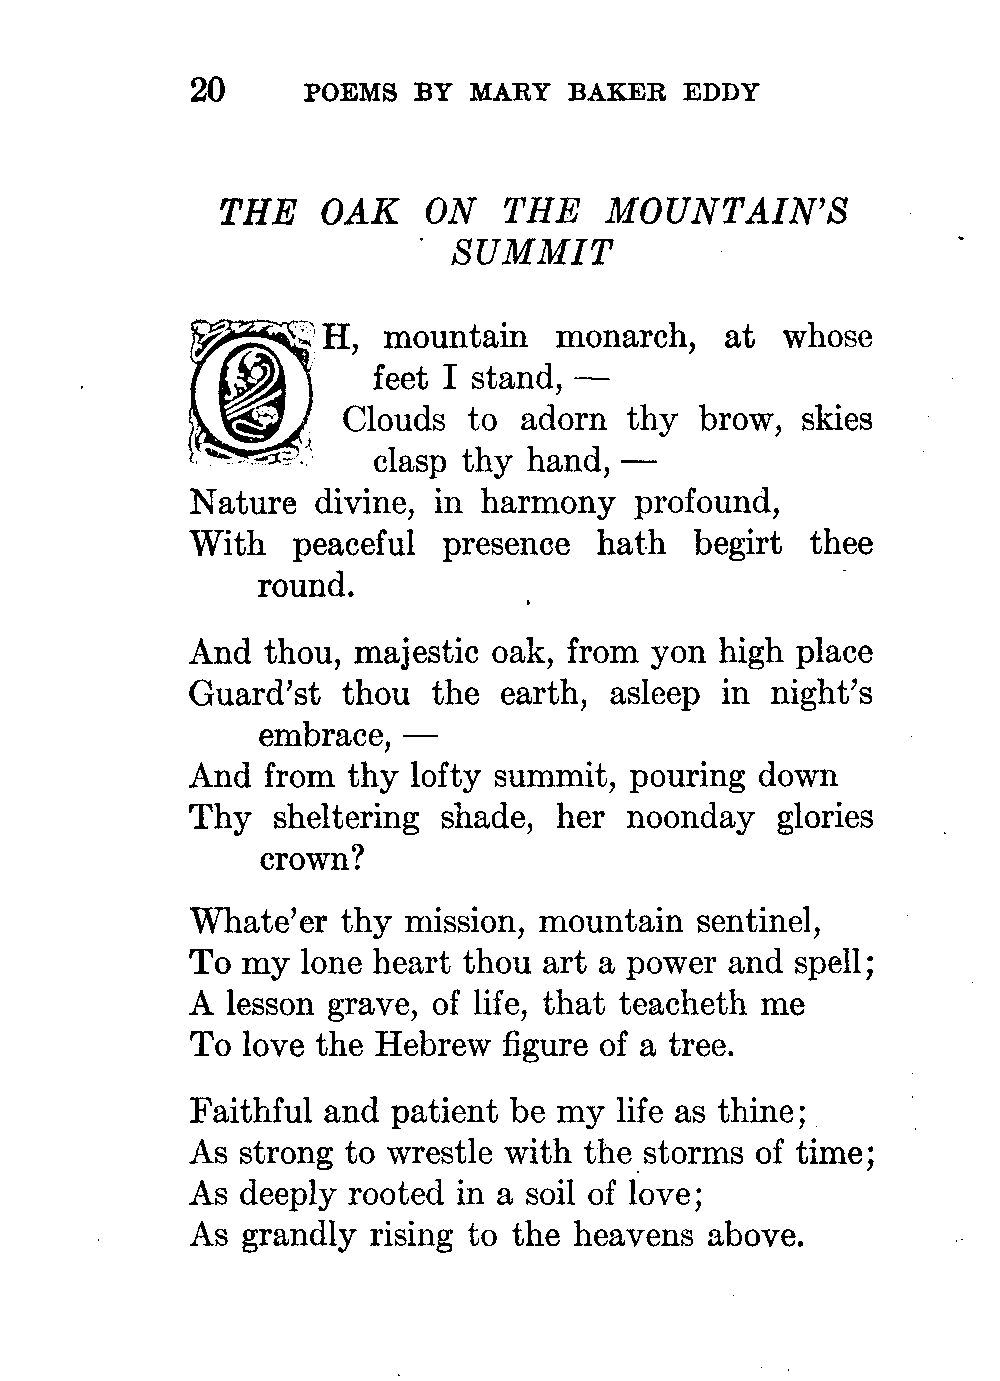 20 POEMS BY MARY BAKER EDDY
THE OAK ON THE MOUNTAIN'S
SUMMIT
OH, mountain monarch, at whose
feet I stand, —
Clouds to adorn thy brow, skies
clasp thy hand, —
Nature divine, in harmony profound,
With peaceful presence hath begirt thee
round.
And thou, majestic oak, from yon high place
Guard'st thou the earth, asleep in night's
embrace, —
And from thy lofty summit, pouring down
Thy sheltering shade, her noonday glories
crown?
Whate'er thy mission, mountain sentinel,
To my lone heart thou art a power and spell;
A lesson grave, of life, that teacheth me
To love the Hebrew figure of a tree.
Faithful and patient be my life as thine;
As strong to wrestle with the storms of time;
As deeply rooted in a soil of love;
As grandly rising to the heavens above.